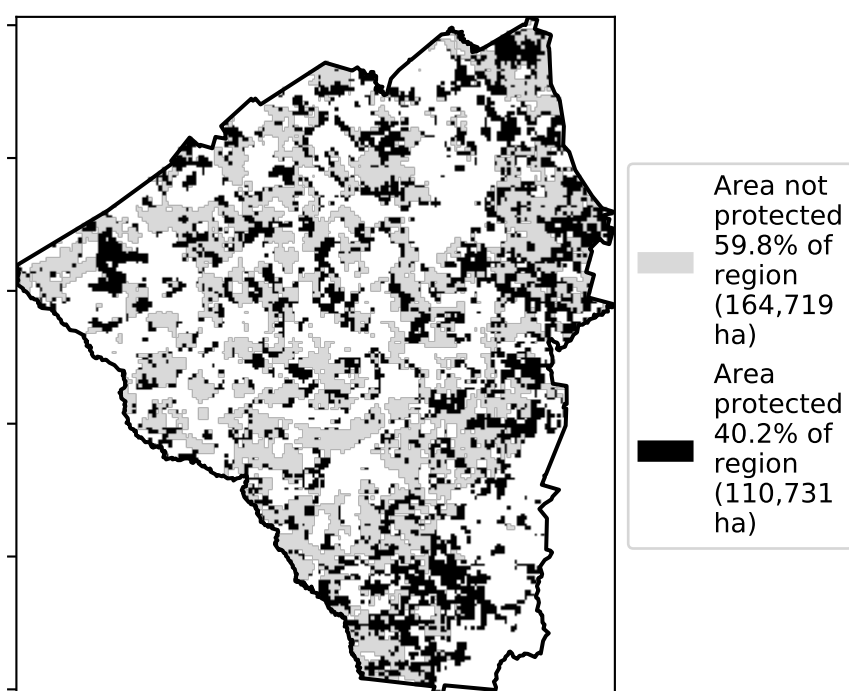 Area not
protected
59.8% of
region
(164,719
ha)
Area
protected
40.2% of
region
(110,731
ha)